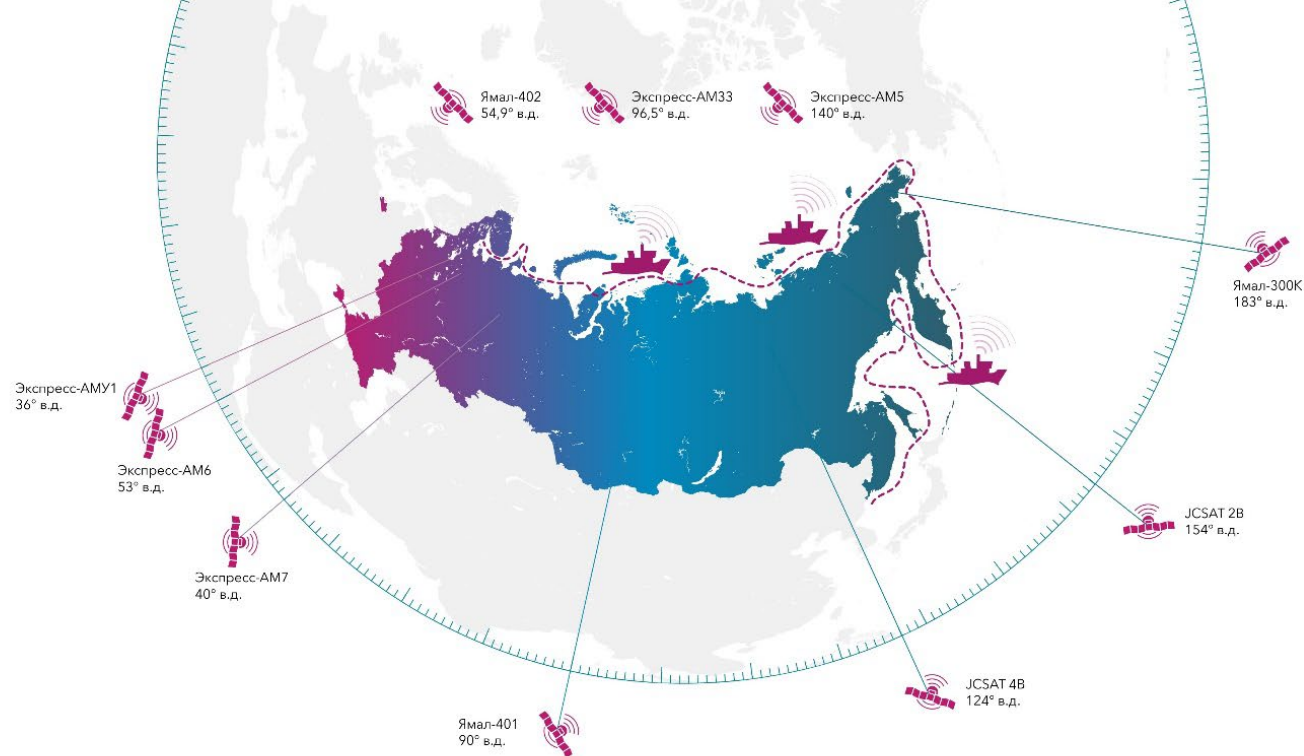 Ямал-402
54,9° в.д.
Экспресс-АМ33
96,5° в.д.
Экспресс-АМ5
140° в.д.
Ямал-300К
183° в.д.
Экспресс-АМУ1
36° в.д.
Экспресс-АМ6
53° в.д.
JCSAT 2B
154° в.д.
Экспресс-АМ7
40° в.д.
JCSAT 4B
124° в.д.
Ямал-401
90° в.д.